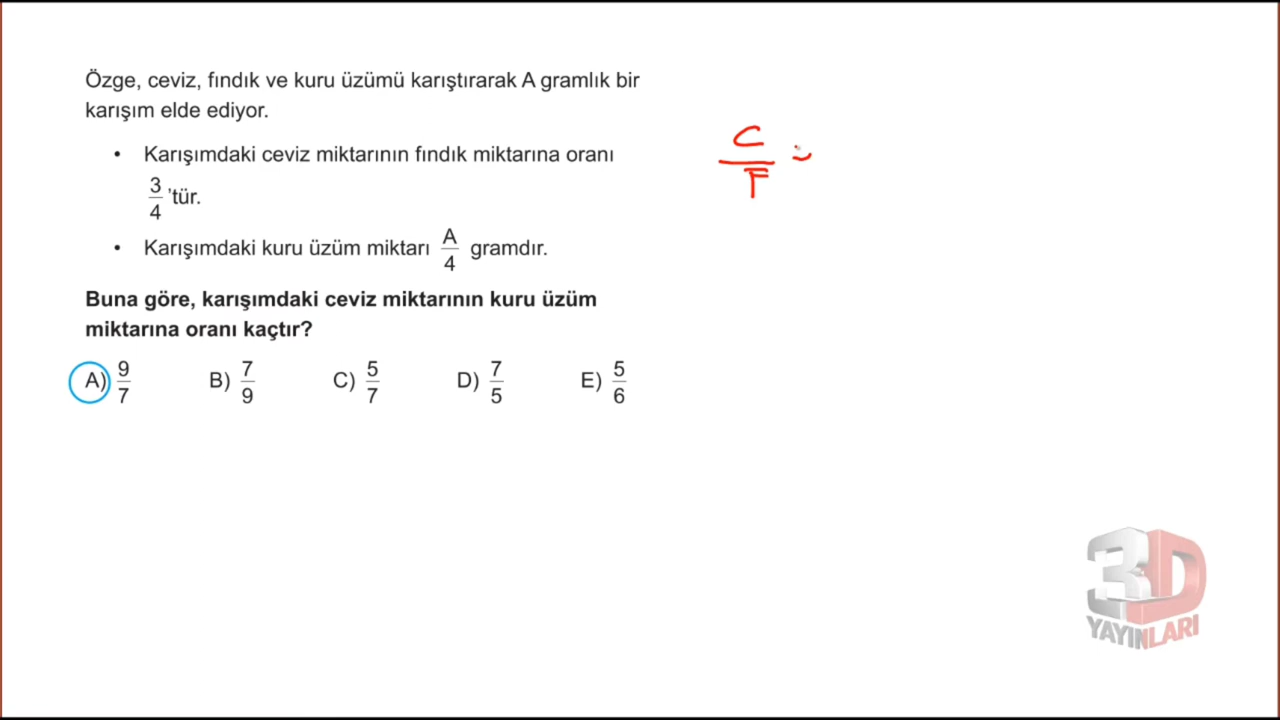 Özge, ceviz, fındık ve kuru üzümü karıştırarak A gramlık bir
karışım elde ediyor.
• Karışımdaki ceviz miktarının fındık miktarına oranı
3/4 'tür.
• Karışımdaki kuru üzüm miktarı A/4 gramdır.
Buna göre, karışımdaki ceviz miktarının kuru üzüm
miktarına oranı kaçtır?
A) 9/7 B) 7/9 C) 5/7 D) 7/5 E) 5/6
C/F =
3D
YAYINLARI